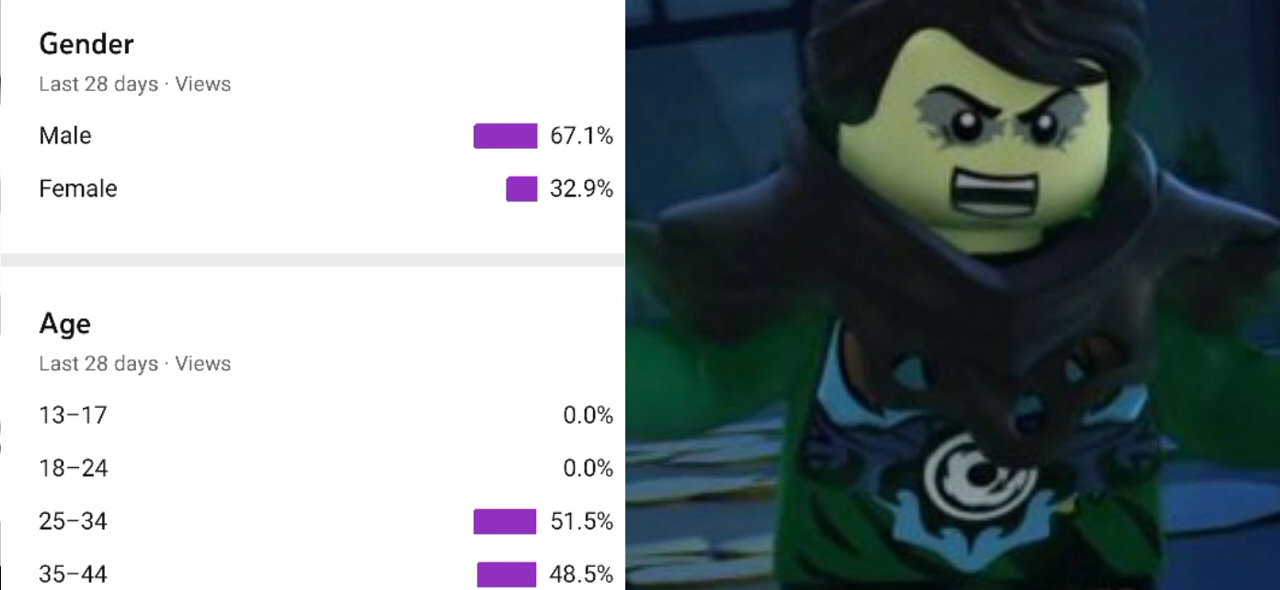 Gender
Last 28 days · Views
Male 67.1%
Female 32.9%
Age
Last 28 days · Views
13–17 0.0%
18–24 0.0%
25–34 51.5%
35–44 48.5%